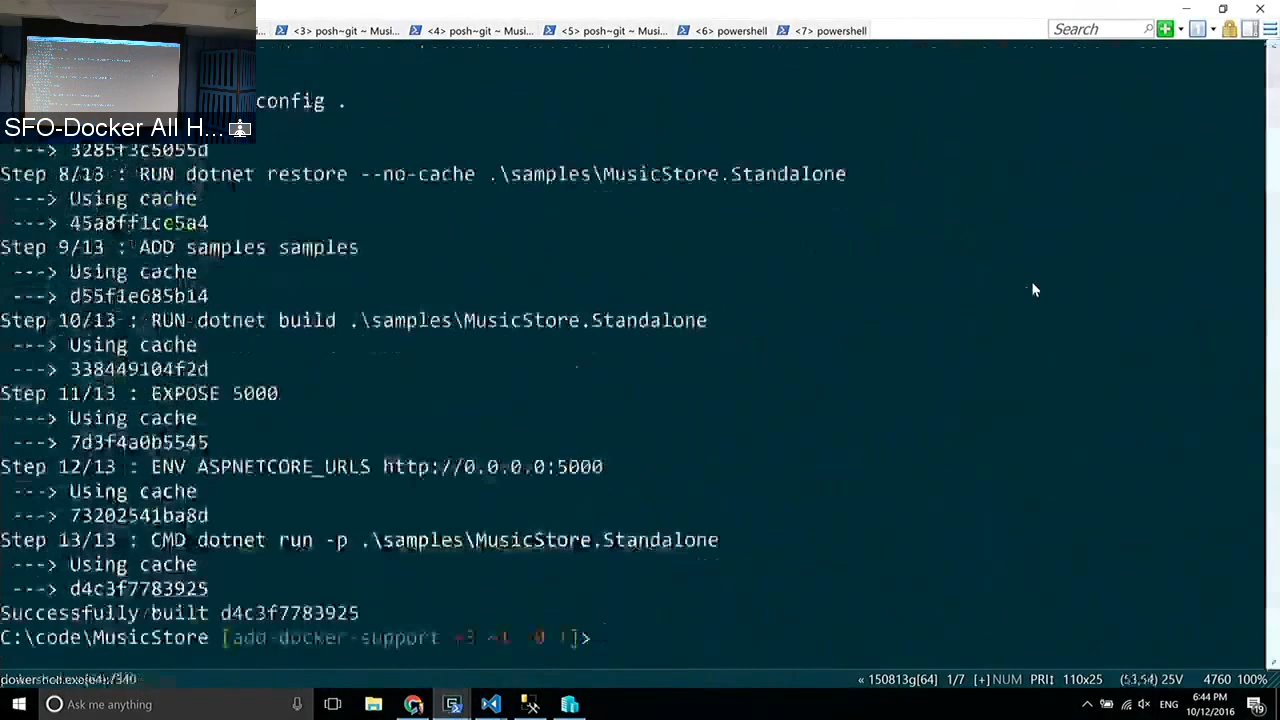 <3> posh~git ~ Musi... <4> posh~git ~ Musi... <5> posh~git ~ Musi... <6> powershell <7> powershell Search
config .
SFO-Docker All H...
---> 3285f3c5055d
Step 8/13 : RUN dotnet restore --no-cache .\samples\MusicStore.Standalone
---> Using cache
---> 45a8ff1ce5a4
Step 9/13 : ADD samples samples
---> Using cache
---> d55f1e685b14
Step 10/13 : RUN dotnet build .\samples\MusicStore.Standalone
---> Using cache
---> 338449104f2d
Step 11/13 : EXPOSE 5000
---> Using cache
---> 7d3f4a0b5545
Step 12/13 : ENV ASPNETCORE_URLS http://0.0.0.0:5000
---> Using cache
---> 73202541ba8d
Step 13/13 : CMD dotnet run -p .\samples\MusicStore.Standalone
---> Using cache
---> d4c3f7783925
Successfully built d4c3f7783925
C:\code\MusicStore [add-docker-support
« 150813g[64] 1/7 [+] NUM PRI: 110x25 25V 4760 100%
Ask me anything
ENG
6:44 PM
10/12/2016